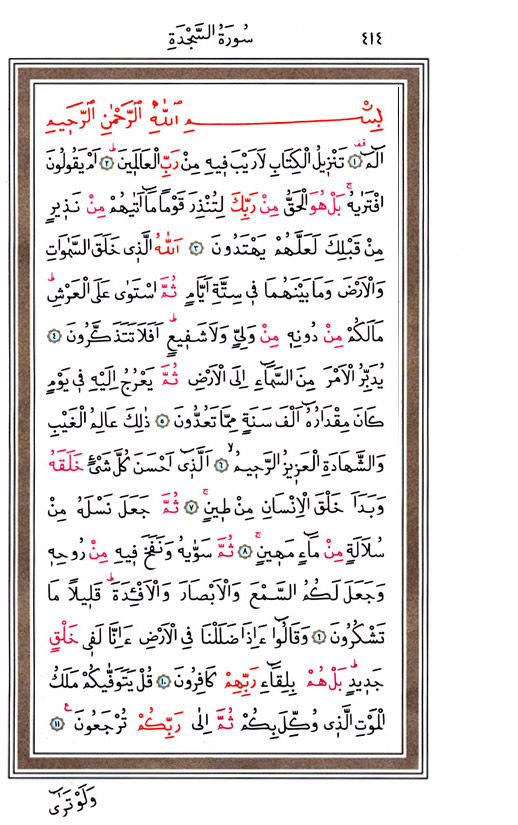 سُورَةُ السَّجْدَةِ ٤١٤
بِسْمِ اللّٰهِ الرَّحْمٰنِ الرَّحِيمِ
الٓمٓ ۚ ﴿١﴾ تَنْزِيلُ الْكِتَابِ لَا رَيْبَ فِيهِ مِنْ رَبِّ الْعَالَمِينَ ۜ ﴿٢﴾ اَمْ يَقُولُونَ
افْتَرٰيهُ ۚ بَلْ هُوَ الْحَقُّ مِنْ رَبِّكَ لِتُنْذِرَ قَوْمًا مَٓا اَتٰيهُمْ مِنْ نَذِيرٍ
مِنْ قَبْلِكَ لَعَلَّهُمْ يَهْتَدُونَ ﴿٣﴾ اَللّٰهُ الَّذِي خَلَقَ السَّمٰوَاتِ
وَالْاَرْضَ وَمَا بَيْنَهُمَا فِي سِتَّةِ اَيَّامٍ ثُمَّ اسْتَوٰى عَلَى الْعَرْشِ ۜ
مَا لَكُمْ مِنْ دُونِهِ مِنْ وَلِيٍّ وَلَا شَفِيعٍ ۜ اَفَلَا تَتَذَكَّرُونَ ﴿٤﴾
يُدَبِّرُ الْاَمْرَ مِنَ السَّمَٓاءِ اِلَى الْاَرْضِ ثُمَّ يَعْرُجُ اِلَيْهِ فِي يَوْمٍ
كَانَ مِقْدَارُهُٓ اَلْفَ سَنَةٍ مِمَّا تَعُدُّونَ ﴿٥﴾ ذٰلِكَ عَالِمُ الْغَيْبِ
وَالشَّهَادَةِ الْعَزِيزُ الرَّحِيمُ ۙ ﴿٦﴾ اَلَّذِٓي اَحْسَنَ كُلَّ شَيْءٍ خَلَقَهُ
وَبَدَاَ خَلْقَ الْاِنْسَانِ مِنْ طِينٍ ۚ ﴿٧﴾ ثُمَّ جَعَلَ نَسْلَهُ مِنْ
سُلَالَةٍ مِنْ مَٓاءٍ مَهِينٍ ۚ ﴿٨﴾ ثُمَّ سَوّٰيهُ وَنَفَخَ فِيهِ مِنْ رُوحِهِ
وَجَعَلَ لَكُمُ السَّمْعَ وَالْاَبْصَارَ وَالْاَفْـِٔدَةَ ۜ قَلِيلًا مَا
تَشْكُرُونَ ﴿٩﴾ وَقَالُٓوا ءَاِذَا ضَلَلْنَا فِي الْاَرْضِ ءَاِنَّا لَفِي خَلْقٍ
جَدِيدٍ ۜ بَلْ هُمْ بِلِقَٓاءِ رَبِّهِمْ كَافِرُونَ ﴿١٠﴾ قُلْ يَتَوَفّٰيكُمْ مَلَكُ
الْمَوْتِ الَّذِي وُكِّلَ بِكُمْ ثُمَّ اِلٰى رَبِّكُمْ تُرْجَعُونَ ۟ ﴿١١﴾
وَلَوْ تَرٰٓى